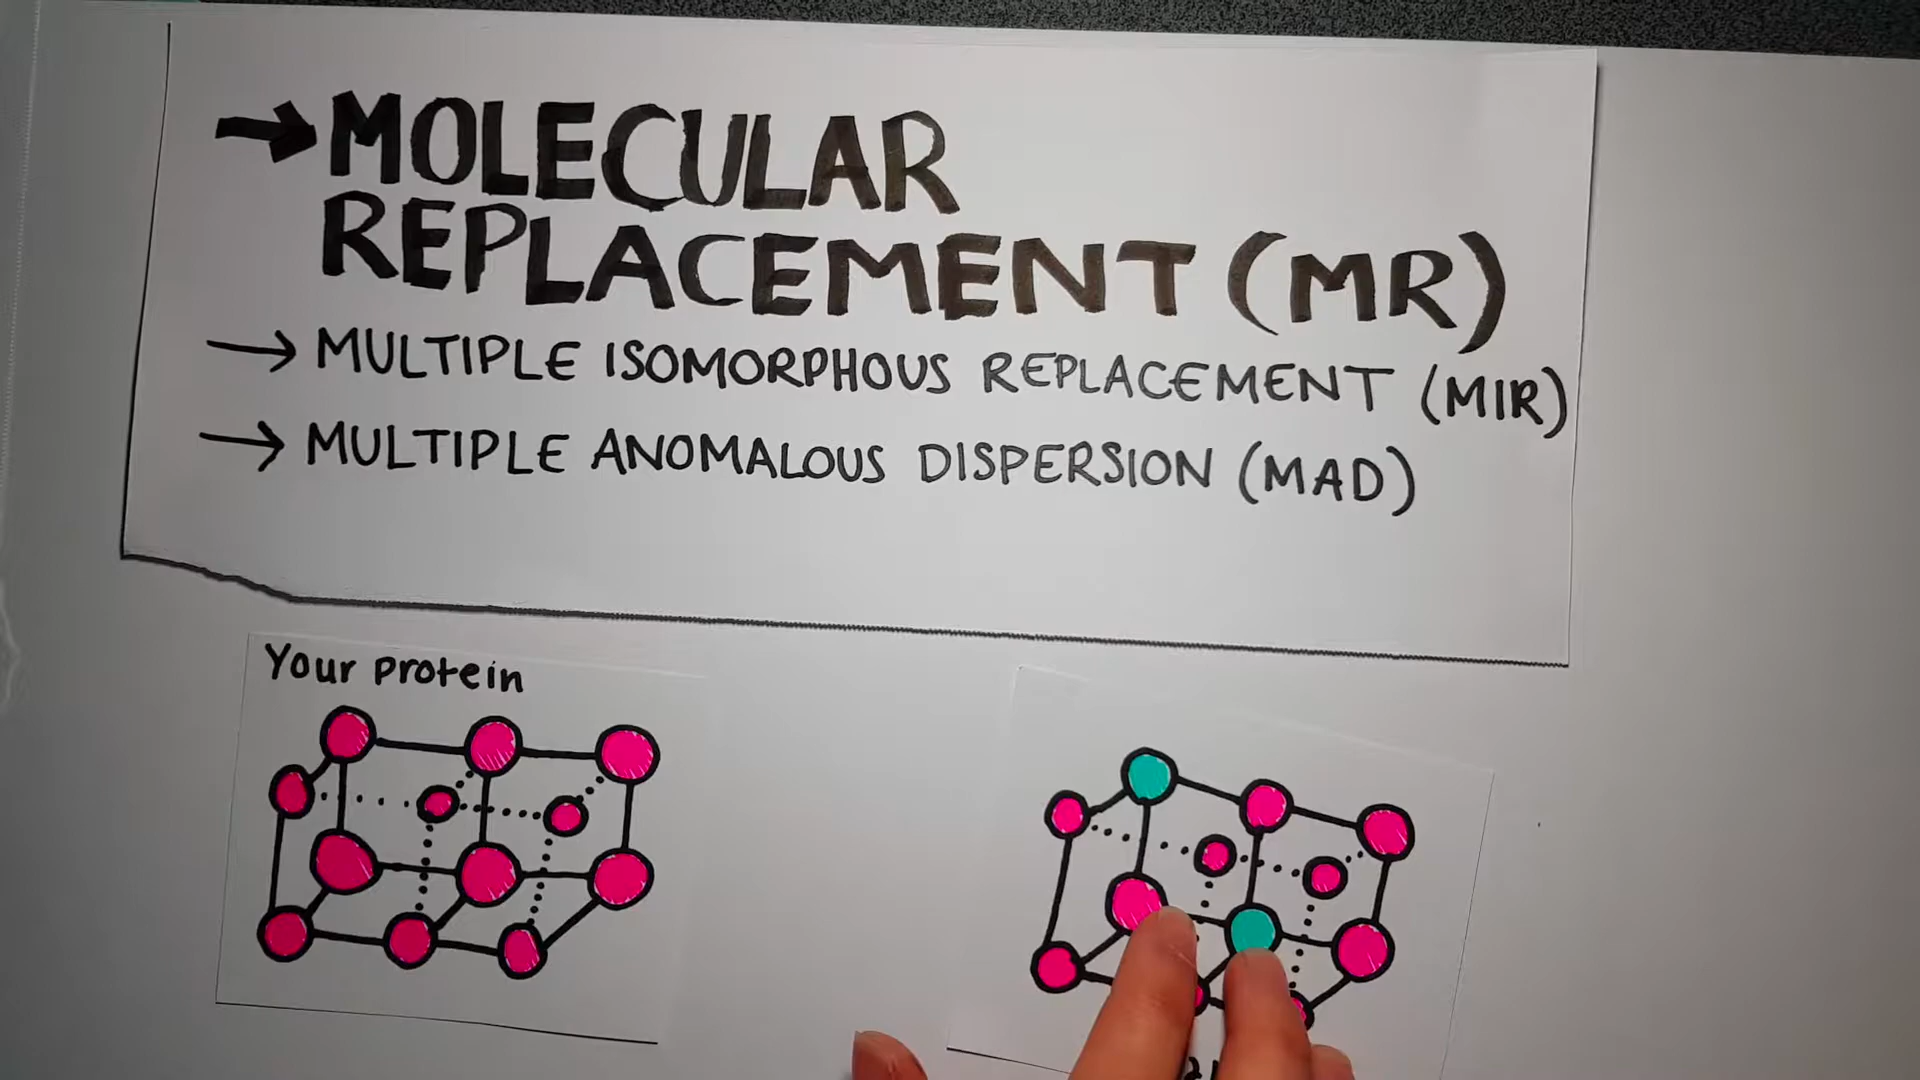 → MOLECULAR
REPLACEMENT (MR)
→ MULTIPLE ISOMORPHOUS REPLACEMENT (MIR)
→ MULTIPLE ANOMALOUS DISPERSION (MAD)
Your protein